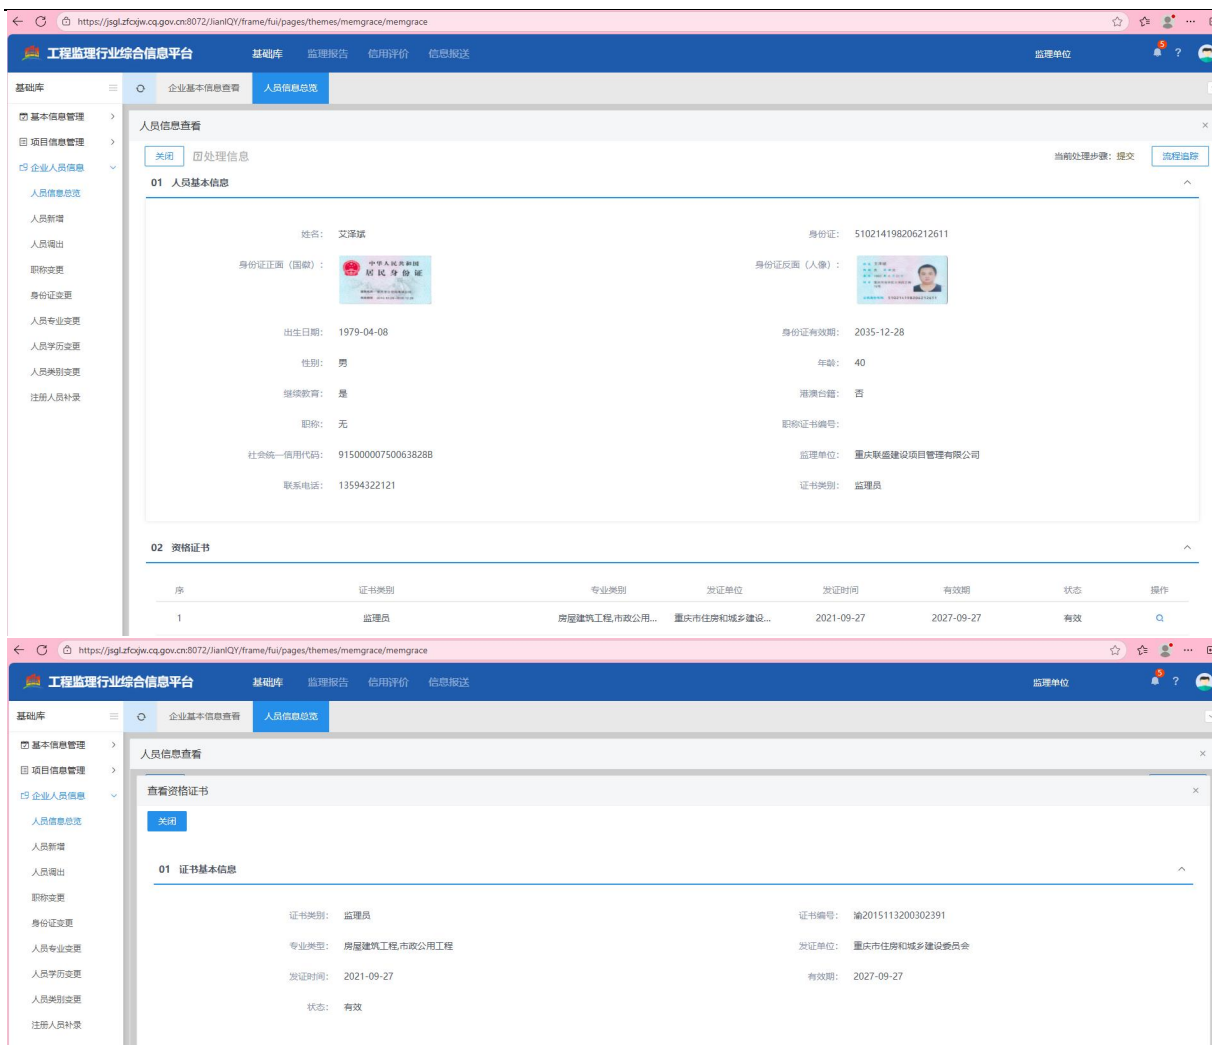 https://jsgl.zfcxjw.cq.gov.cn:8072/JianlQY/frame/fui/pages/themes/memgrace/memgrace
工程监理行业综合信息平台 基础库 监理报告 信用评价 信息报送 监理单位 5 ?
基础库 企业基本信息查看 人员信息总览
基本信息管理
项目信息管理
企业人员信息
人员信息总览
人员新增
人员调出
职称变更
身份证变更
人员专业变更
人员学历变更
人员类别变更
注册人员补录
人员信息查看 ×
关闭 处理信息 当前处理步骤: 提交 流程追踪
01 人员基本信息
姓名: 艾泽斌 身份证: 510214198206212611
身份证正面（国徽）: 身份证反面（人像）:
中华人民共和国
居民身份证
出生日期: 1979-04-08 身份证有效期: 2035-12-28
性别: 男 年龄: 40
继续教育: 是 港澳台籍: 否
职称: 无 职称证书编号:
社会统一信用代码: 91500000750063828B 监理单位: 重庆联盛建设项目管理有限公司
联系电话: 13594322121 证书类别: 监理员
02 资格证书
序 证书类别 专业类别 发证单位 发证时间 有效期 状态 操作
1 监理员 房屋建筑工程,市政公用... 重庆市住房和城乡建设... 2021-09-27 2027-09-27 有效
https://jsgl.zfcxjw.cq.gov.cn:8072/JianlQY/frame/fui/pages/themes/memgrace/memgrace
工程监理行业综合信息平台 基础库 监理报告 信用评价 信息报送 监理单位 5 ?
基础库 企业基本信息查看 人员信息总览
基本信息管理
项目信息管理
企业人员信息
人员信息总览
人员新增
人员调出
职称变更
身份证变更
人员专业变更
人员学历变更
人员类别变更
注册人员补录
人员信息查看 ×
查看资格证书 ×
关闭
01 证书基本信息
证书类别: 监理员 证书编号: 渝2015113200302391
专业类型: 房屋建筑工程,市政公用工程 发证单位: 重庆市住房和城乡建设委员会
发证时间: 2021-09-27 有效期: 2027-09-27
状态: 有效